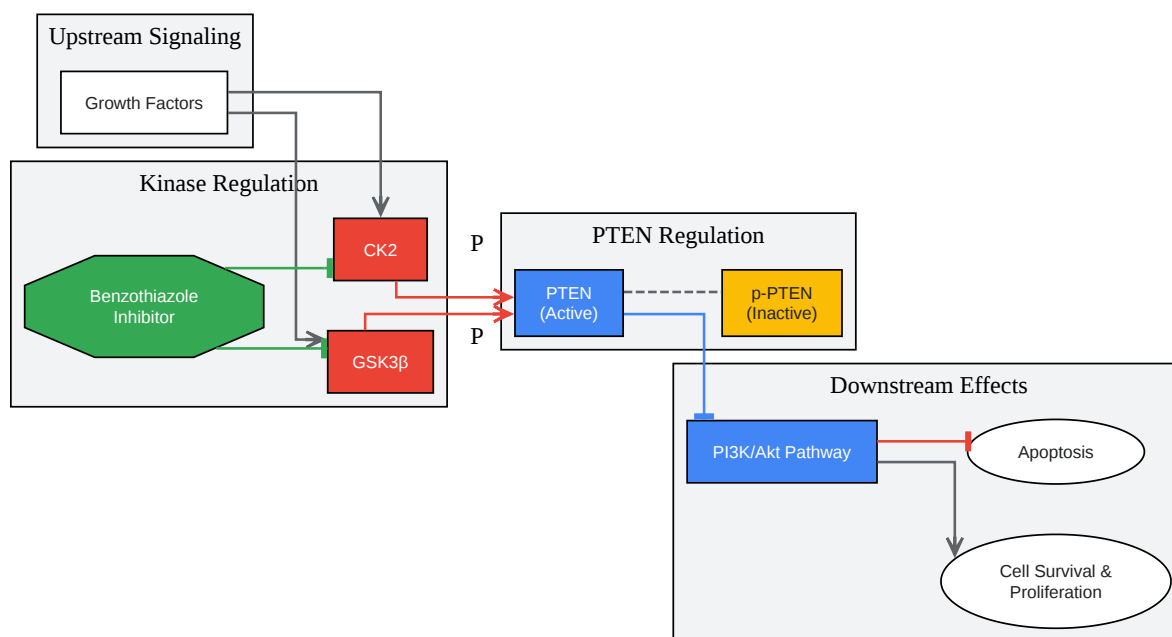 Upstream Signaling
Growth Factors
Kinase Regulation
CK2
Benzothiazole
Inhibitor
GSK3β
P
P
PTEN Regulation
PTEN
(Active)
p-PTEN
(Inactive)
Downstream Effects
PI3K/Akt Pathway
Apoptosis
Cell Survival &
Proliferation